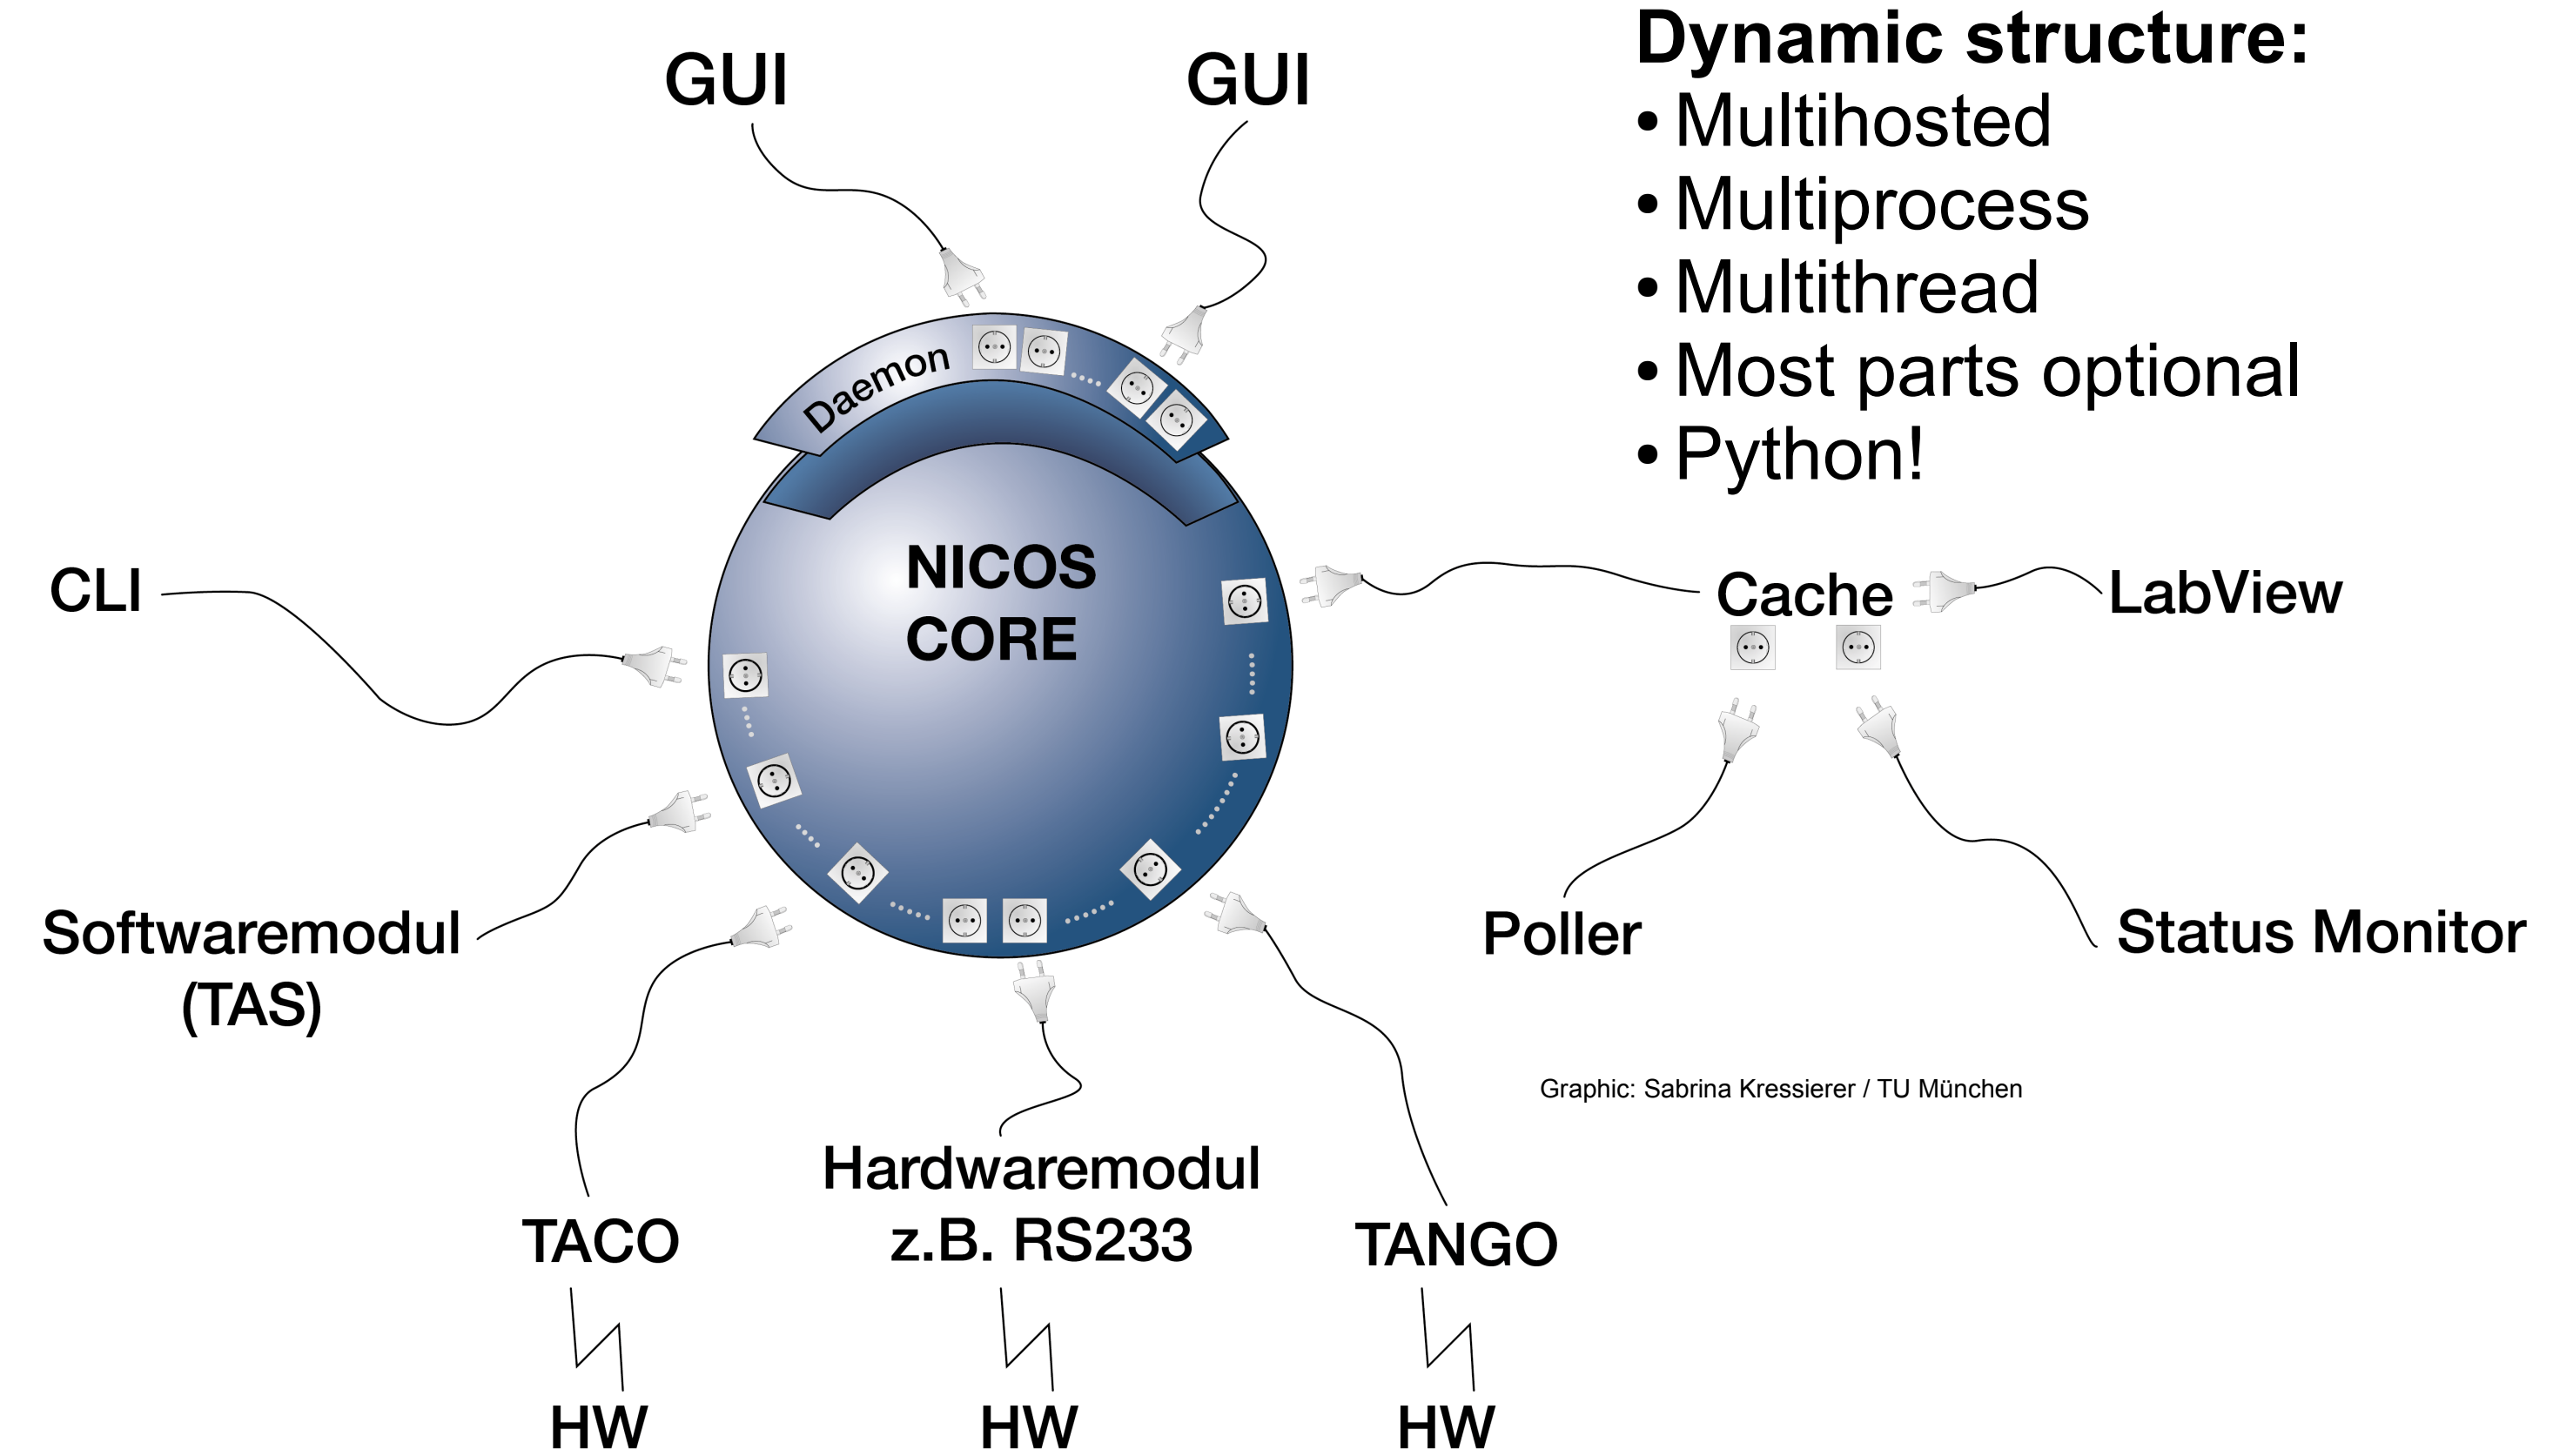 Dynamic structure:
• Multihosted
• Multiprocess
• Multithread
• Most parts optional
• Python!
GUI
GUI
Daemon
NICOS
CORE
CLI
Cache
LabView
Softwaremodul
(TAS)
Poller
Status Monitor
Graphic: Sabrina Kressierer / TU München
TACO
Hardwaremodul
z.B. RS233
TANGO
HW
HW
HW